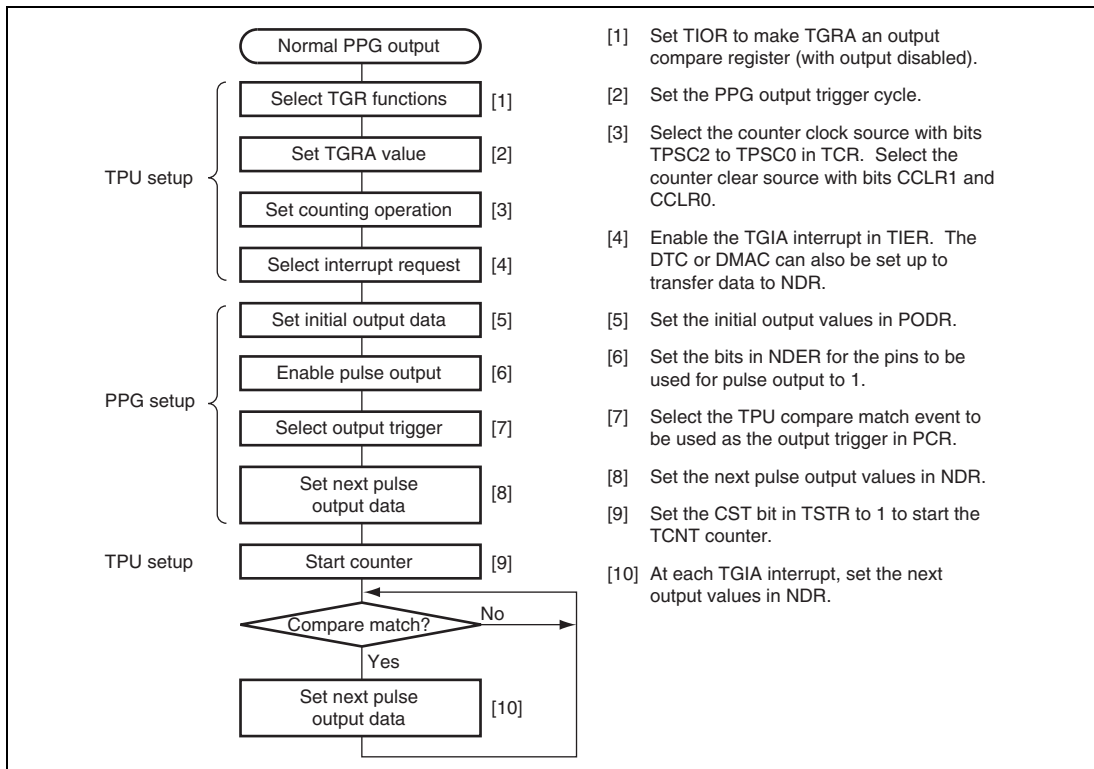 Normal PPG output
TPU setup
Select TGR functions [1]
Set TGRA value [2]
Set counting operation [3]
Select interrupt request [4]
PPG setup
Set initial output data [5]
Enable pulse output [6]
Select output trigger [7]
Set next pulse
output data [8]
TPU setup
Start counter [9]
Compare match?
No
Yes
Set next pulse
output data [10]
[1] Set TIOR to make TGRA an output
compare register (with output disabled).
[2] Set the PPG output trigger cycle.
[3] Select the counter clock source with bits
TPSC2 to TPSC0 in TCR. Select the
counter clear source with bits CCLR1 and
CCLR0.
[4] Enable the TGIA interrupt in TIER. The
DTC or DMAC can also be set up to
transfer data to NDR.
[5] Set the initial output values in PODR.
[6] Set the bits in NDER for the pins to be
used for pulse output to 1.
[7] Select the TPU compare match event to
be used as the output trigger in PCR.
[8] Set the next pulse output values in NDR.
[9] Set the CST bit in TSTR to 1 to start the
TCNT counter.
[10] At each TGIA interrupt, set the next
output values in NDR.